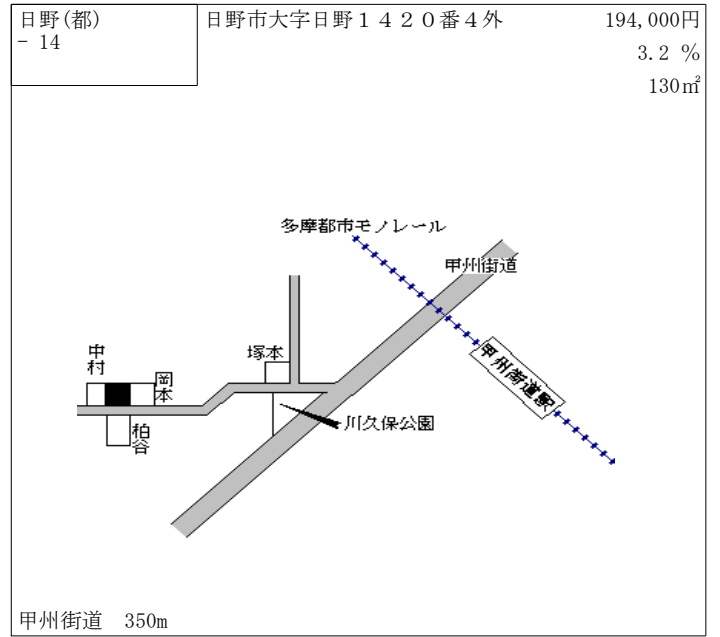 日野(都)
- 14
日野市大字日野１４２０番４外
194,000円
3.2 %
130㎡
多摩都市モノレール
甲州街道
甲州街道駅
塚本
中村
岡本
柏谷
川久保公園
甲州街道 350m